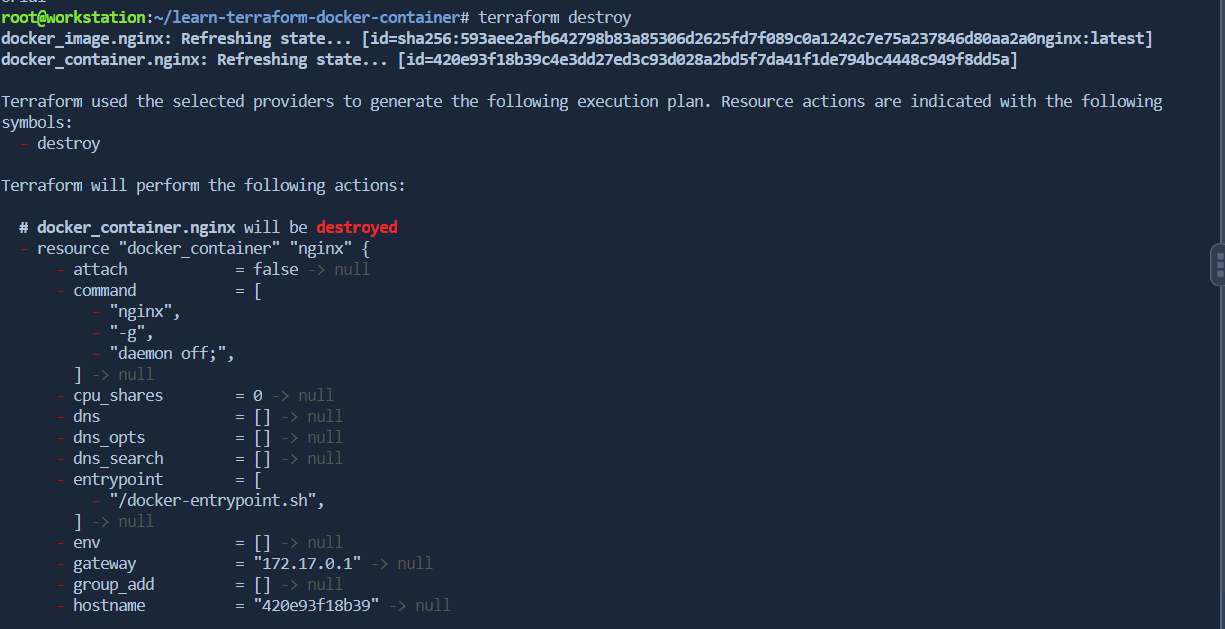 root@workstation:~/learn-terraform-docker-container# terraform destroy
docker_image.nginx: Refreshing state... [id=sha256:593aee2afb642798b83a85306d2625fd7f089c0a1242c7e75a237846d80aa2a0nginx:latest]
docker_container.nginx: Refreshing state... [id=420e93f18b39c4e3dd27ed3c93d028a2bd5f7da41f1de794bc4448c949f8dd5a]

Terraform used the selected providers to generate the following execution plan. Resource actions are indicated with the following
symbols:
  - destroy

Terraform will perform the following actions:

  # docker_container.nginx will be destroyed
  - resource "docker_container" "nginx" {
      - attach            = false -> null
      - command           = [
          - "nginx",
          - "-g",
          - "daemon off;",
        ] -> null
      - cpu_shares        = 0 -> null
      - dns               = [] -> null
      - dns_opts          = [] -> null
      - dns_search        = [] -> null
      - entrypoint        = [
          - "/docker-entrypoint.sh",
        ] -> null
      - env               = [] -> null
      - gateway           = "172.17.0.1" -> null
      - group_add         = [] -> null
      - hostname          = "420e93f18b39" -> null